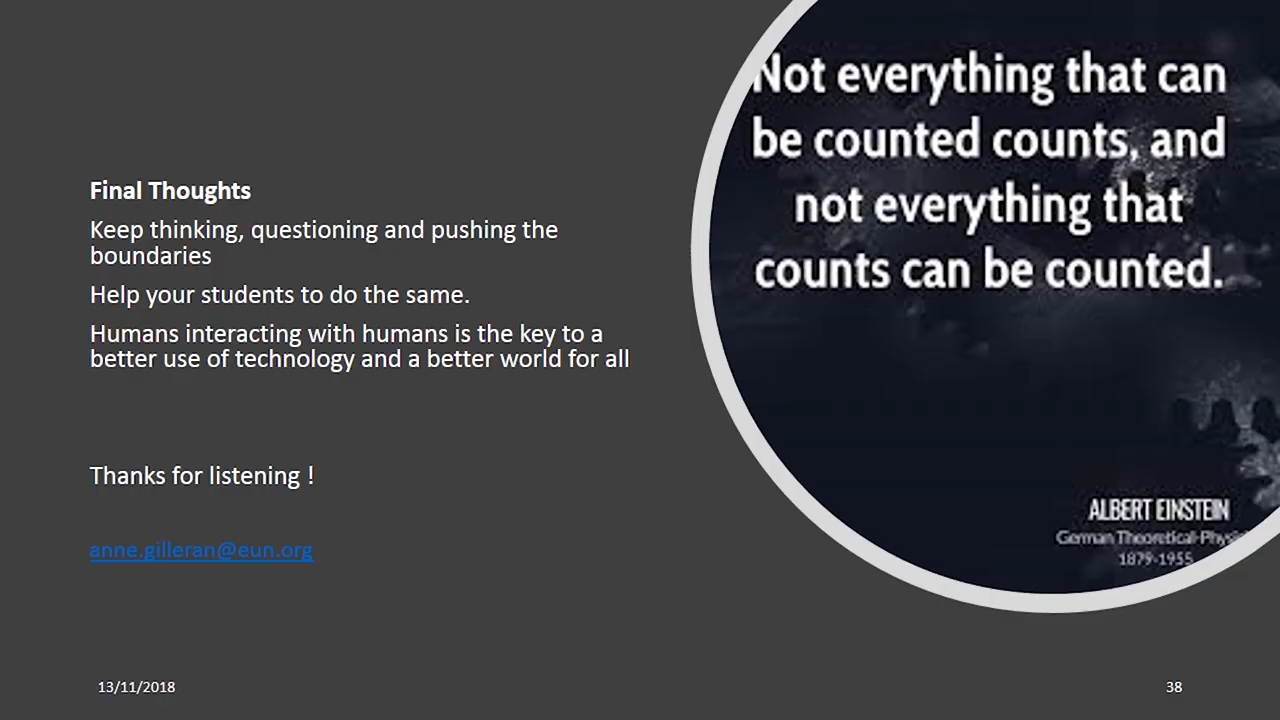 Final Thoughts
Keep thinking, questioning and pushing the
boundaries
Help your students to do the same.
Humans interacting with humans is the key to a
better use of technology and a better world for all
Thanks for listening !
anne.gilleran@eun.org
13/11/2018
Not everything that can
be counted counts, and
not everything that
counts can be counted.
ALBERT EINSTEIN
German Theoretical-Physi
1879-1955
38